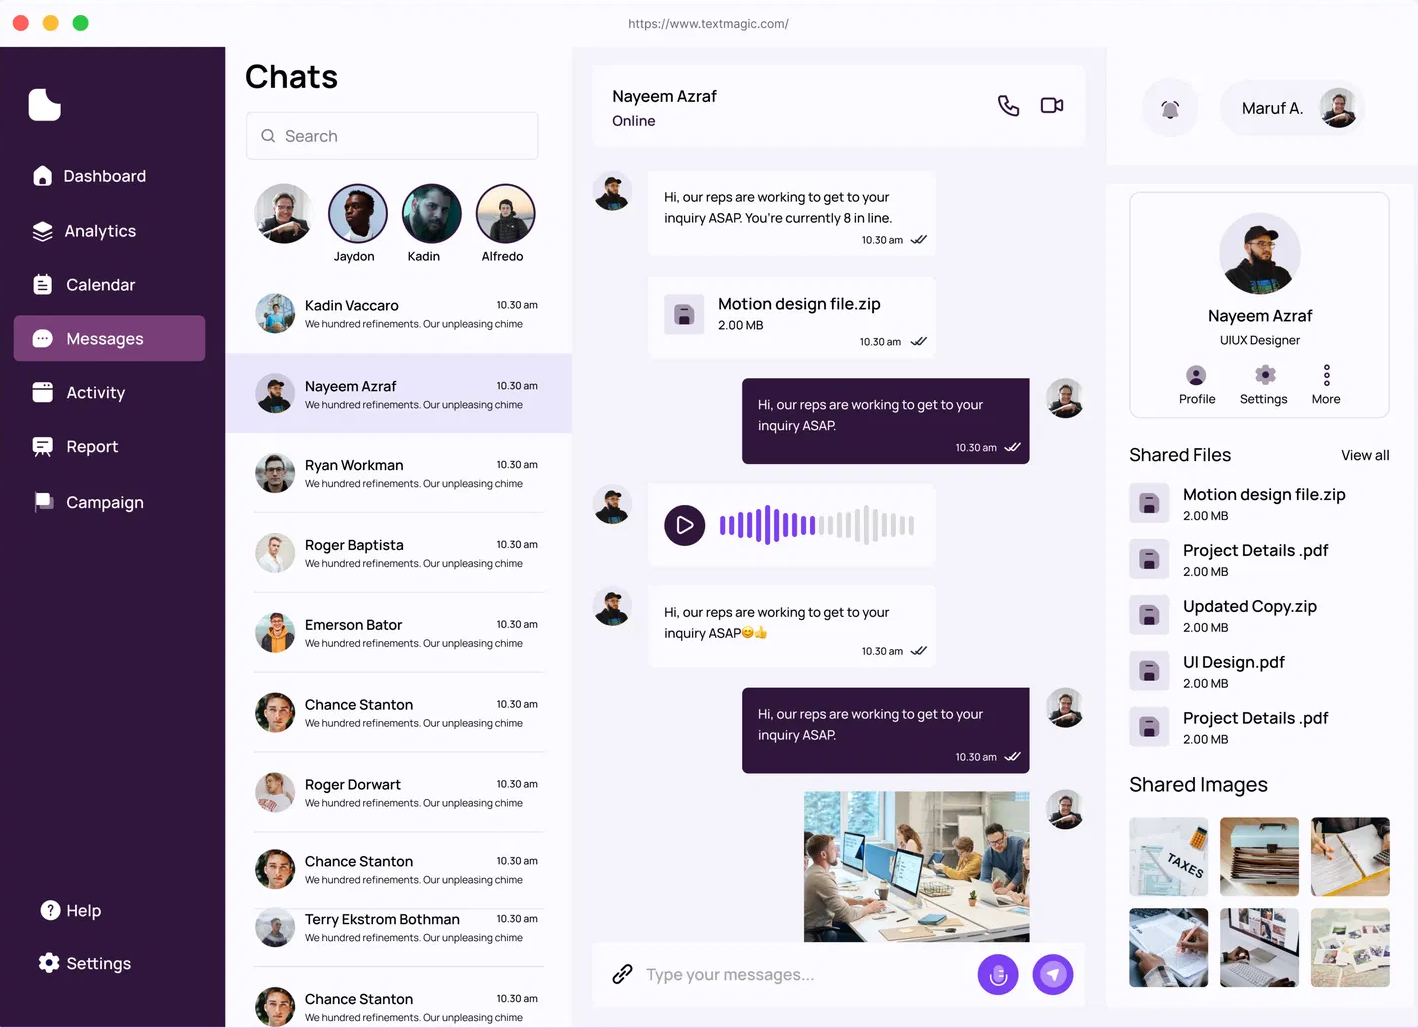 https://www.textmagic.com/
Dashboard
Analytics
Calendar
Messages
Activity
Report
Campaign
Help
Settings
Chats
Search
Jaydon
Kadin
Alfredo
Kadin Vaccaro 10.30 am
We hundred refinements. Our unpleasing chime
Nayeem Azraf 10.30 am
We hundred refinements. Our unpleasing chime
Ryan Workman 10.30 am
We hundred refinements. Our unpleasing chime
Roger Baptista 10.30 am
We hundred refinements. Our unpleasing chime
Emerson Bator 10.30 am
We hundred refinements. Our unpleasing chime
Chance Stanton 10.30 am
We hundred refinements. Our unpleasing chime
Roger Dorwart 10.30 am
We hundred refinements. Our unpleasing chime
Chance Stanton 10.30 am
We hundred refinements. Our unpleasing chime
Terry Ekstrom Bothman 10.30 am
We hundred refinements. Our unpleasing chime
Chance Stanton 10.30 am
We hundred refinements. Our unpleasing chime
Nayeem Azraf
Online
Hi, our reps are working to get to your
inquiry ASAP. You're currently 8 in line.
10.30 am
Motion design file.zip
2.00 MB
10.30 am
Hi, our reps are working to get to your
inquiry ASAP.
10.30 am
Hi, our reps are working to get to your
inquiry ASAP😊👍
10.30 am
Hi, our reps are working to get to your
inquiry ASAP.
10.30 am
Type your messages...
Maruf A.
Nayeem Azraf
UIUX Designer
Profile
Settings
More
Shared Files View all
Motion design file.zip
2.00 MB
Project Details .pdf
2.00 MB
Updated Copy.zip
2.00 MB
UI Design.pdf
2.00 MB
Project Details .pdf
2.00 MB
Shared Images
TAXES